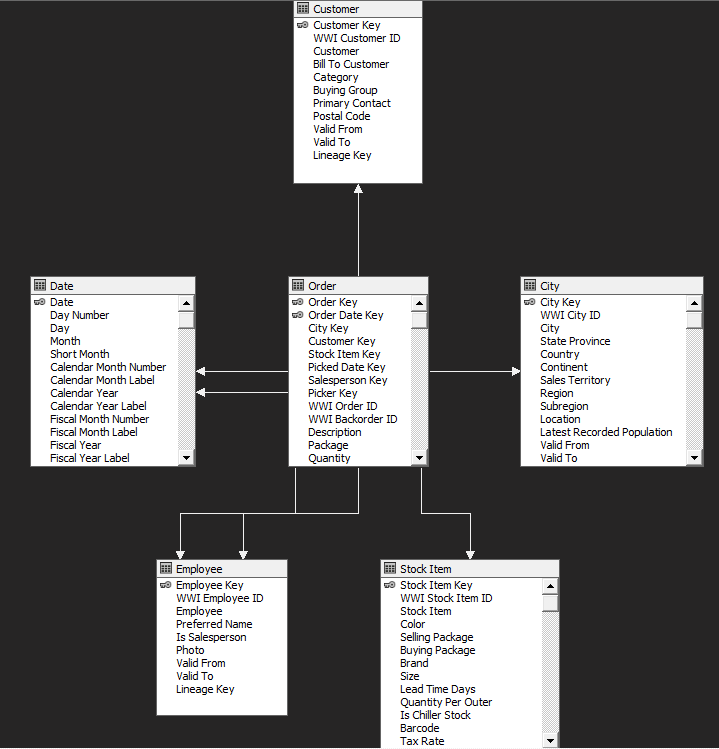 Customer
Customer Key
WWI Customer ID
Customer
Bill To Customer
Category
Buying Group
Primary Contact
Postal Code
Valid From
Valid To
Lineage Key
Date
Date
Day Number
Day
Month
Short Month
Calendar Month Number
Calendar Month Label
Calendar Year
Calendar Year Label
Fiscal Month Number
Fiscal Month Label
Fiscal Year
Fiscal Year Label
Order
Order Key
Order Date Key
City Key
Customer Key
Stock Item Key
Picked Date Key
Salesperson Key
Picker Key
WWI Order ID
WWI Backorder ID
Description
Package
Quantity
City
City Key
WWI City ID
City
State Province
Country
Continent
Sales Territory
Region
Subregion
Location
Latest Recorded Population
Valid From
Valid To
Employee
Employee Key
WWI Employee ID
Employee
Preferred Name
Is Salesperson
Photo
Valid From
Valid To
Lineage Key
Stock Item
Stock Item Key
WWI Stock Item ID
Stock Item
Color
Selling Package
Buying Package
Brand
Size
Lead Time Days
Quantity Per Outer
Is Chiller Stock
Barcode
Tax Rate